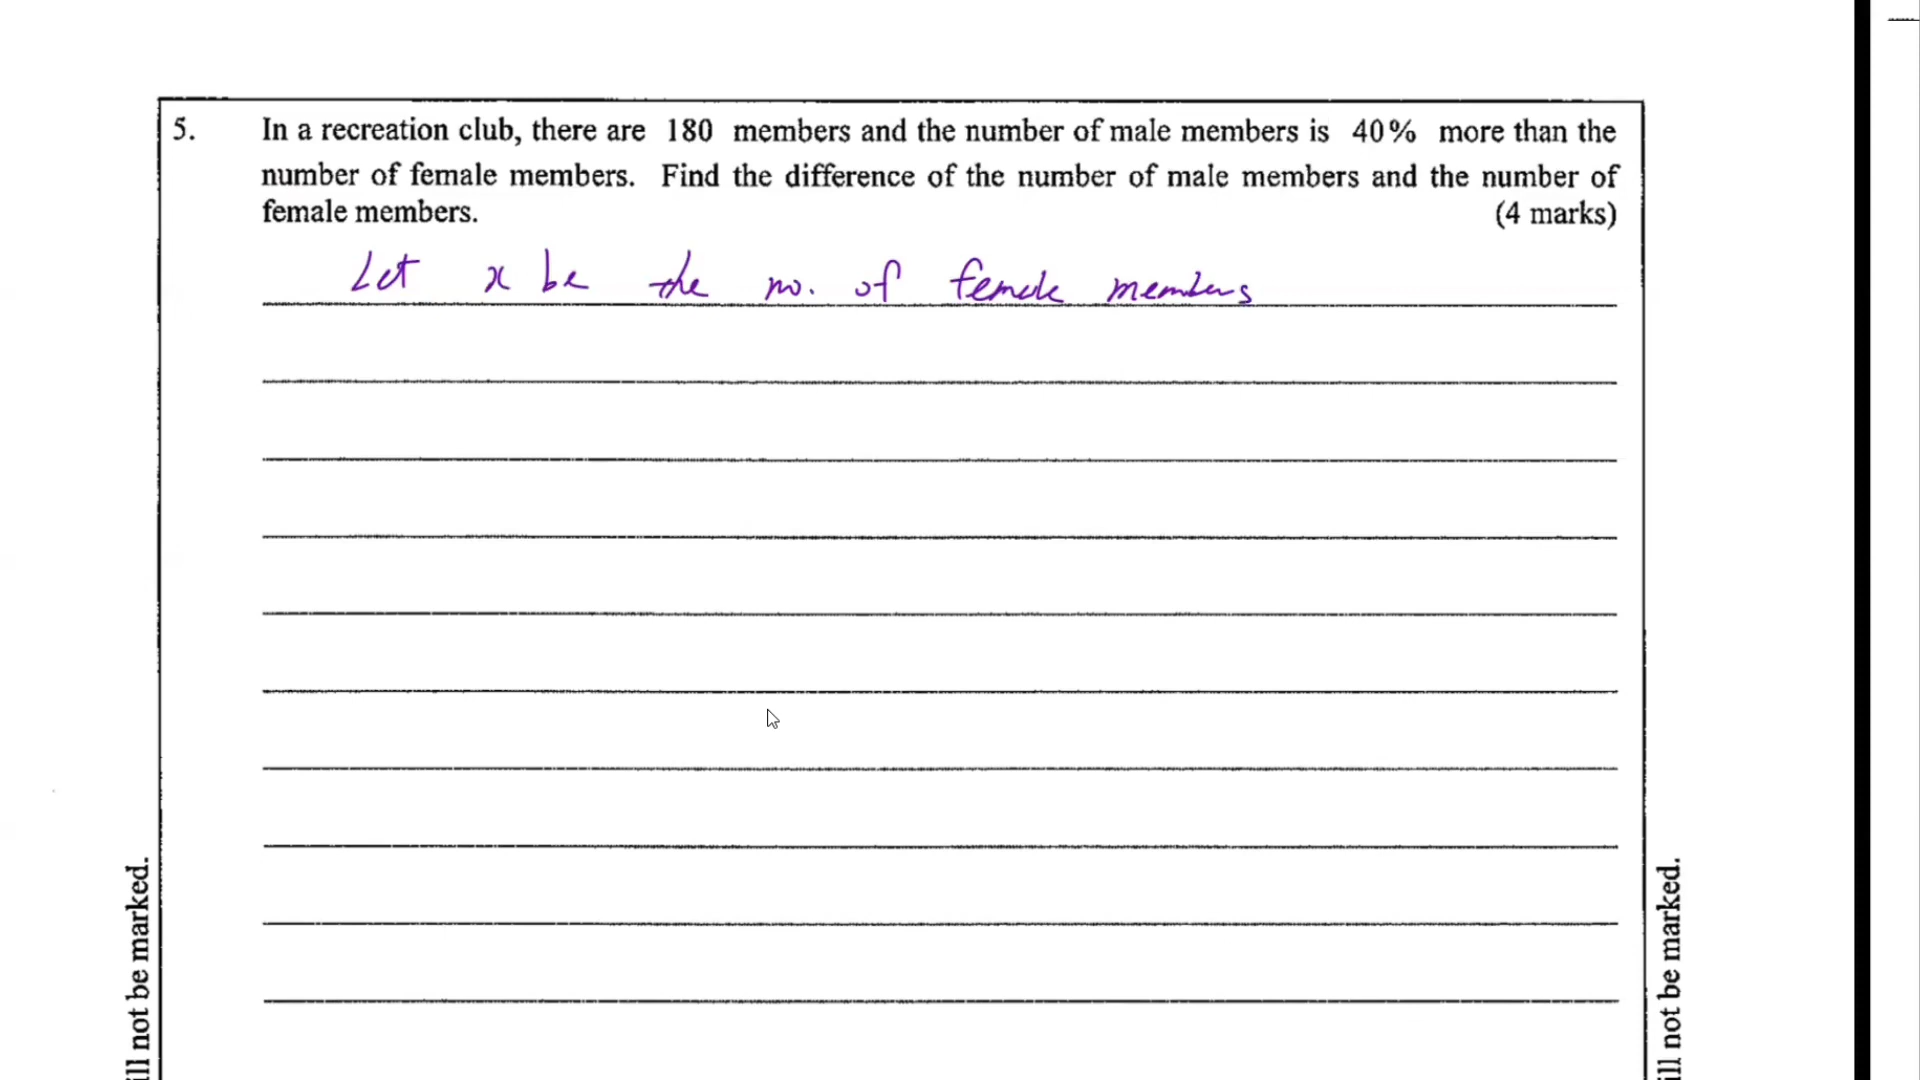 5. In a recreation club, there are 180 members and the number of male members is 40% more than the
number of female members. Find the difference of the number of male members and the number of
female members. (4 marks)
Let x be the no. of female members
ill not be marked.
ill not be marked.